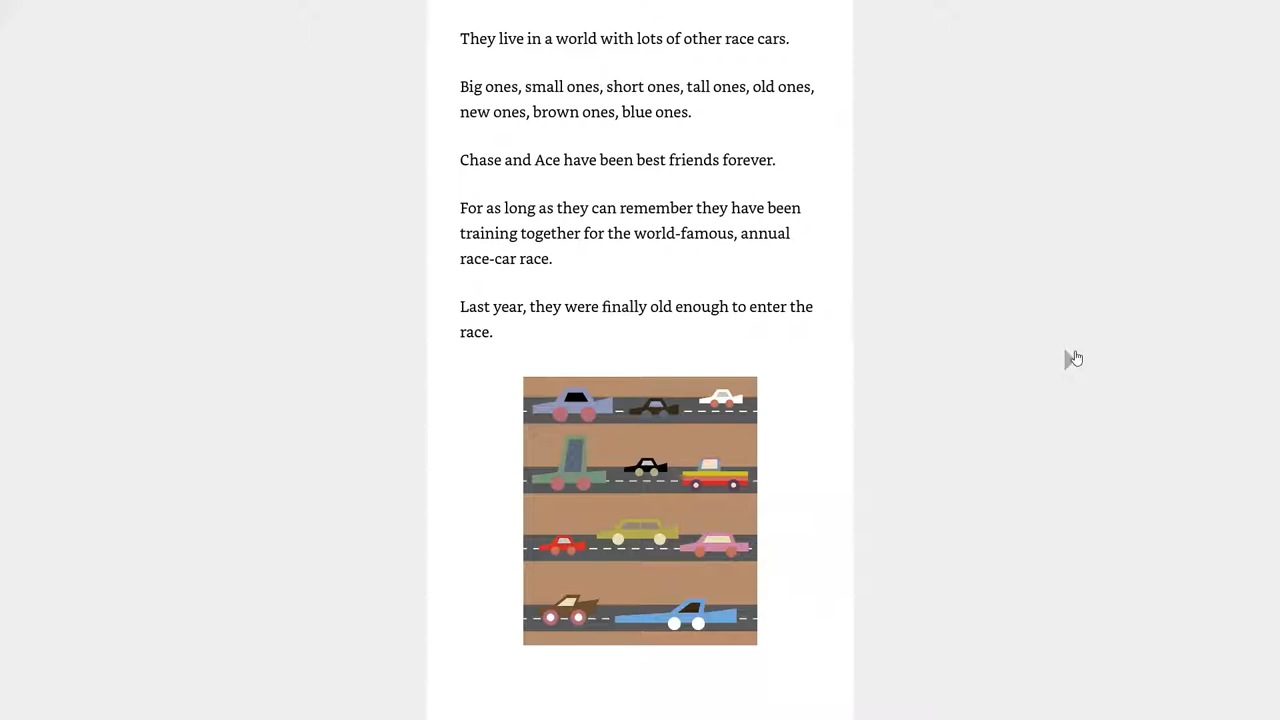 They live in a world with lots of other race cars.
Big ones, small ones, short ones, tall ones, old ones,
new ones, brown ones, blue ones.
Chase and Ace have been best friends forever.
For as long as they can remember they have been
training together for the world-famous, annual
race-car race.
Last year, they were finally old enough to enter the
race.